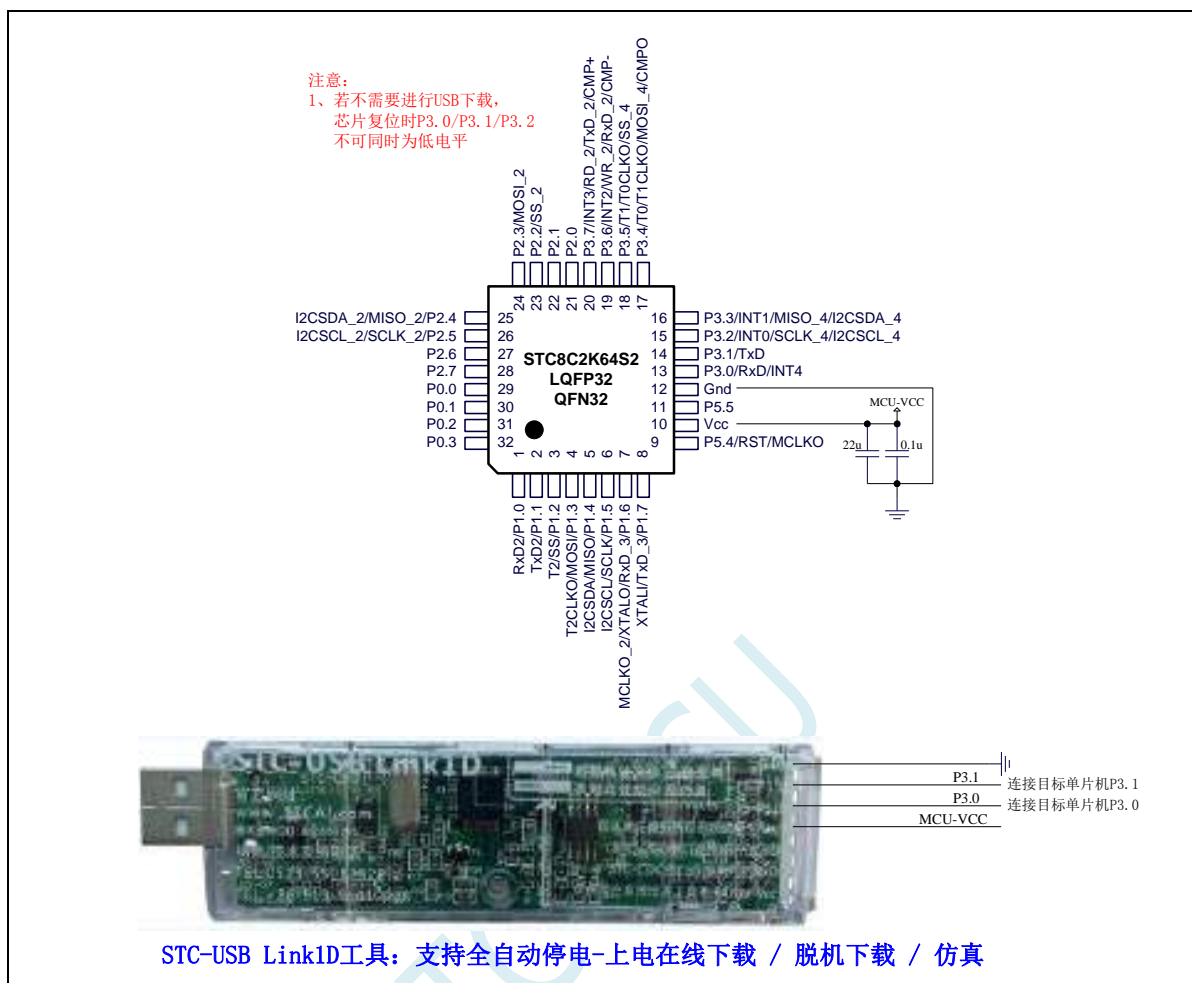 注意：
1、若不需要进行USB下载，
芯片复位时P3.0/P3.1/P3.2
不可同时为低电平
P2.3/MOSI_2
P2.2/SS_2
P2.1
P2.0
P3.7/INT3/RD_2/TxD_2/CMP+
P3.6/INT2/WR_2/RxD_2/CMP-
P3.5/T1/T0CLKO/SS_4
P3.4/T0/T1CLKO/MOSI_4/CMPO
24 23 22 21 20 19 18 17
I2CSDA_2/MISO_2/P2.4 25
I2CSCL_2/SCLK_2/P2.5 26
P2.6 27
P2.7 28
P0.0 29
P0.1 30
P0.2 31
P0.3 32
STC8C2K64S2
LQFP32
QFN32
16 P3.3/INT1/MISO_4/I2CSDA_4
15 P3.2/INT0/SCLK_4/I2CSCL_4
14 P3.1/TxD
13 P3.0/RxD/INT4
12 Gnd
11 P5.5
10 Vcc
9 P5.4/RST/MCLKO
MCU-VCC
22u
0.1u
1 2 3 4 5 6 7 8
RxD2/P1.0
TxD2/P1.1
T2/SS/P1.2
T2CLKO/MOSI/P1.3
I2CSDA/MISO/P1.4
I2CSCL/SCLK/P1.5
MCLKO_2/XTALO/RxD_3/P1.6
XTALI/TxD_3/P1.7
STC-USB Link1D
P3.1 连接目标单片机P3.1
P3.0 连接目标单片机P3.0
MCU-VCC
STC-USB Link1D工具：支持全自动停电-上电在线下载 / 脱机下载 / 仿真